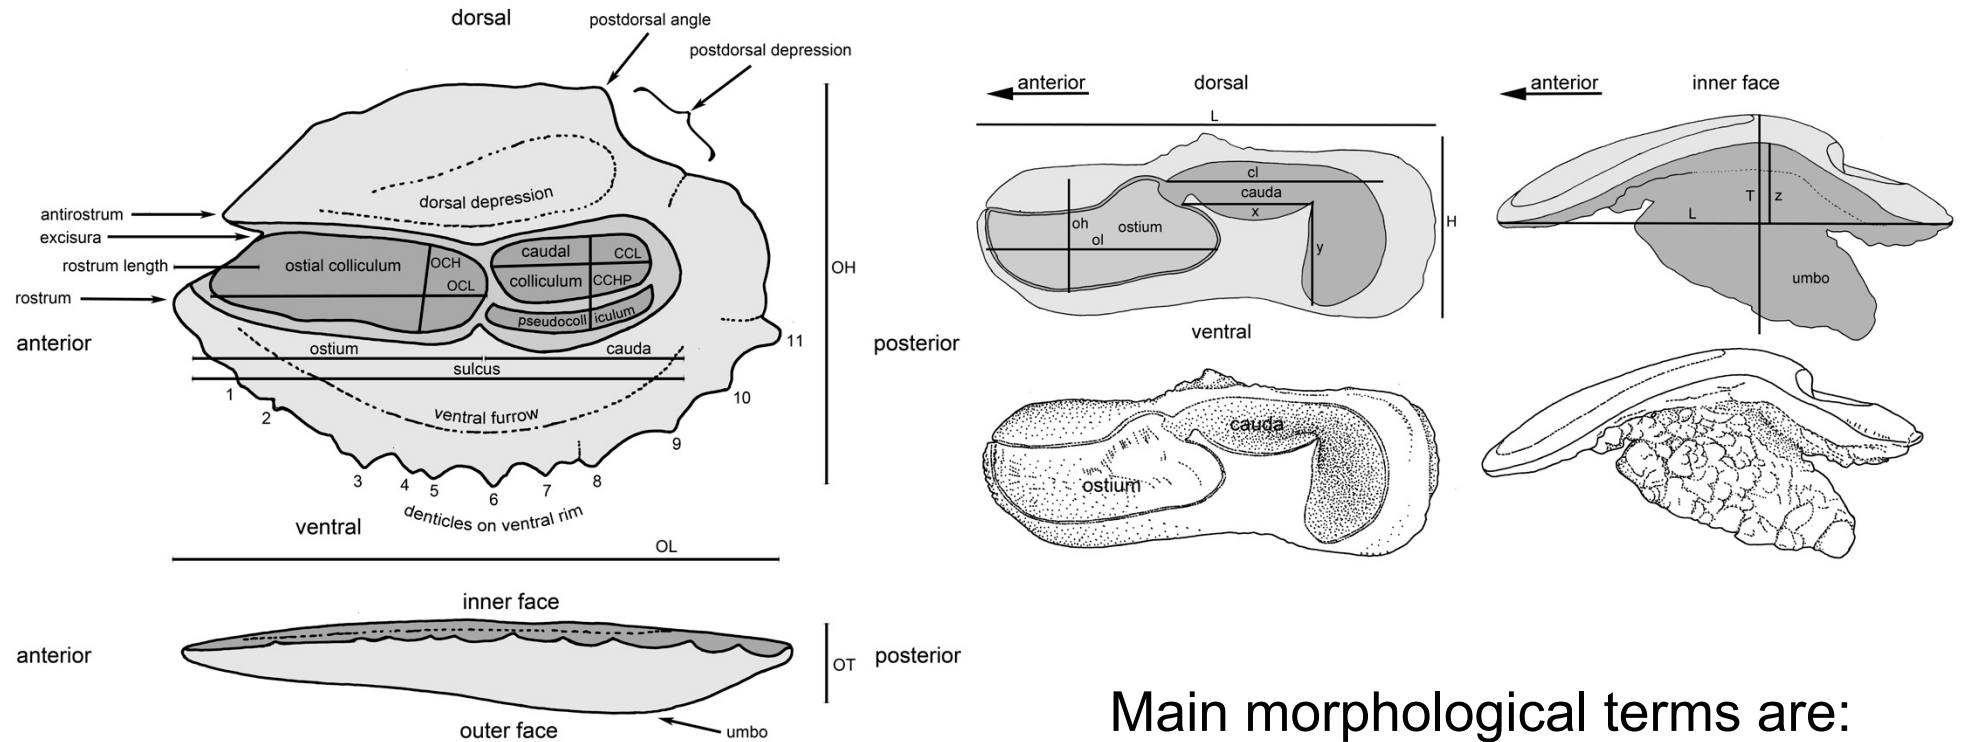 dorsal
postdorsal angle
postdorsal depression
dorsal depression
antirostrum
excisura
rostrum length
rostrum
ostial colliculum
OCH
OCL
caudal
colliculum
CCL
CCHP
pseudocoll iculum
OH
anterior
posterior
ostium
cauda
sulcus
ventral furrow
1
2
3
4
5
6
7
8
9
10
11
denticles on ventral rim
ventral
OL
inner face
anterior
posterior
OT
outer face
umbo
anterior
dorsal
L
cl
cauda
x
oh
ol
ostium
y
H
ventral
cauda
ostium
anterior
inner face
T
z
L
umbo
Main morphological terms are: